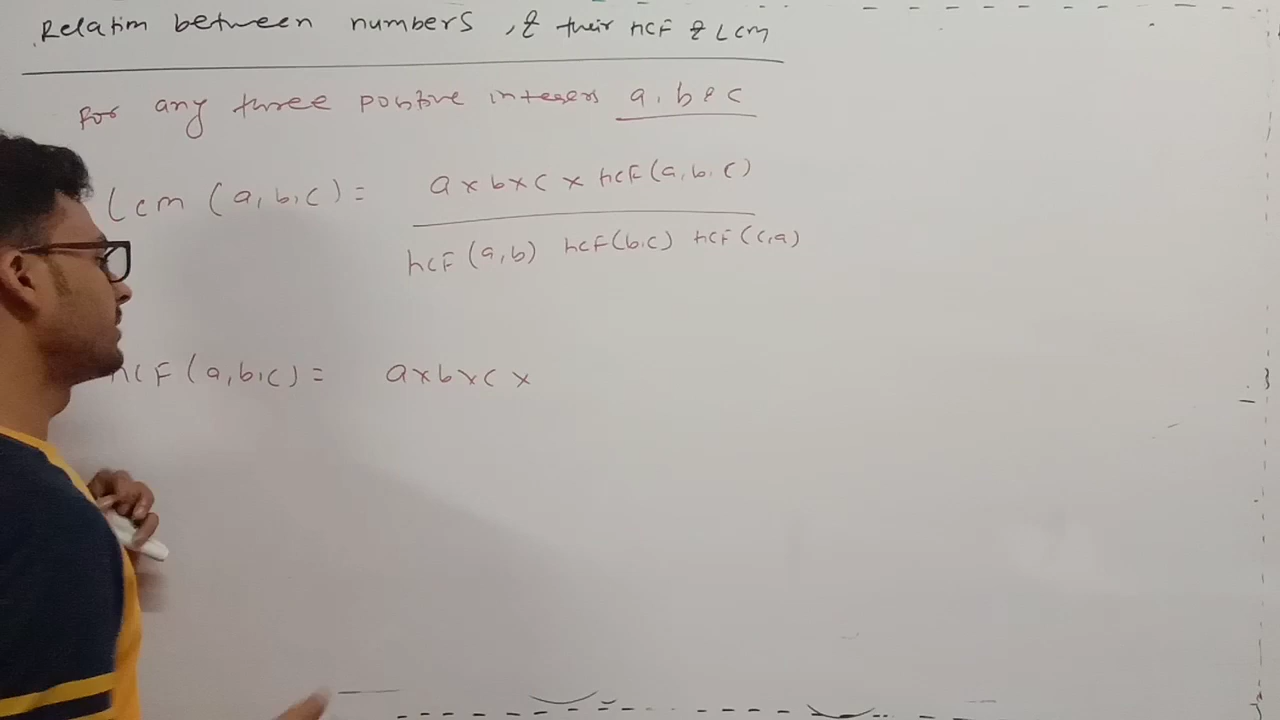 Relation between numbers, & their HCF & LCM
For any three positive integers a, b & c
LCM (a, b, c) = a × b × c × HCF (a, b, c)
HCF (a, b) HCF (b, c) HCF (c, a)
HCF (a, b, c) = a × b × c ×